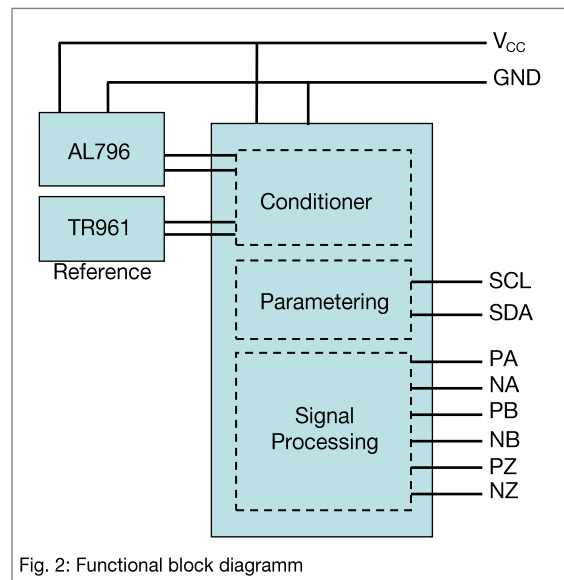 V_CC
GND
AL796
TR961
Reference
Conditioner
Parametering
SCL
SDA
Signal
Processing
PA
NA
PB
NB
PZ
NZ
Fig. 2: Functional block diagramm